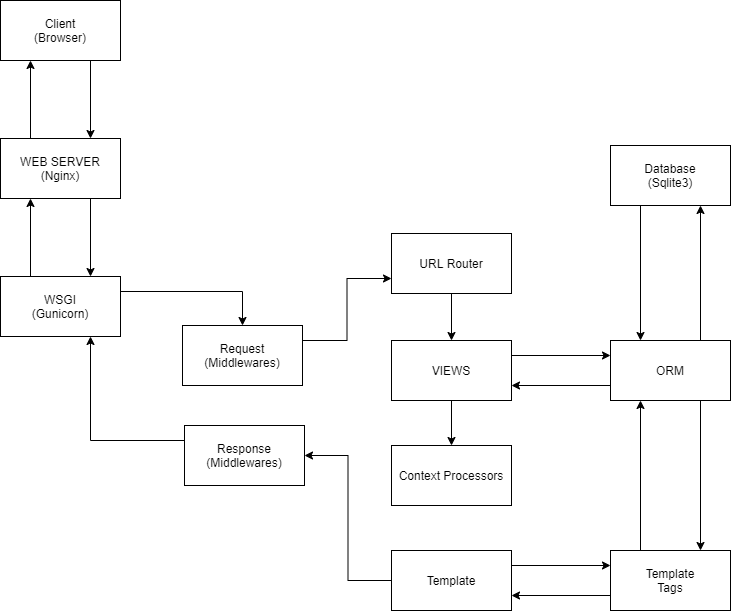 Client
(Browser)
WEB SERVER
(Nginx)
Database
(Sqlite3)
URL Router
WSGI
(Gunicorn)
Request
(Middlewares)
VIEWS
ORM
Response
(Middlewares)
Context Processors
Template
Template
Tags